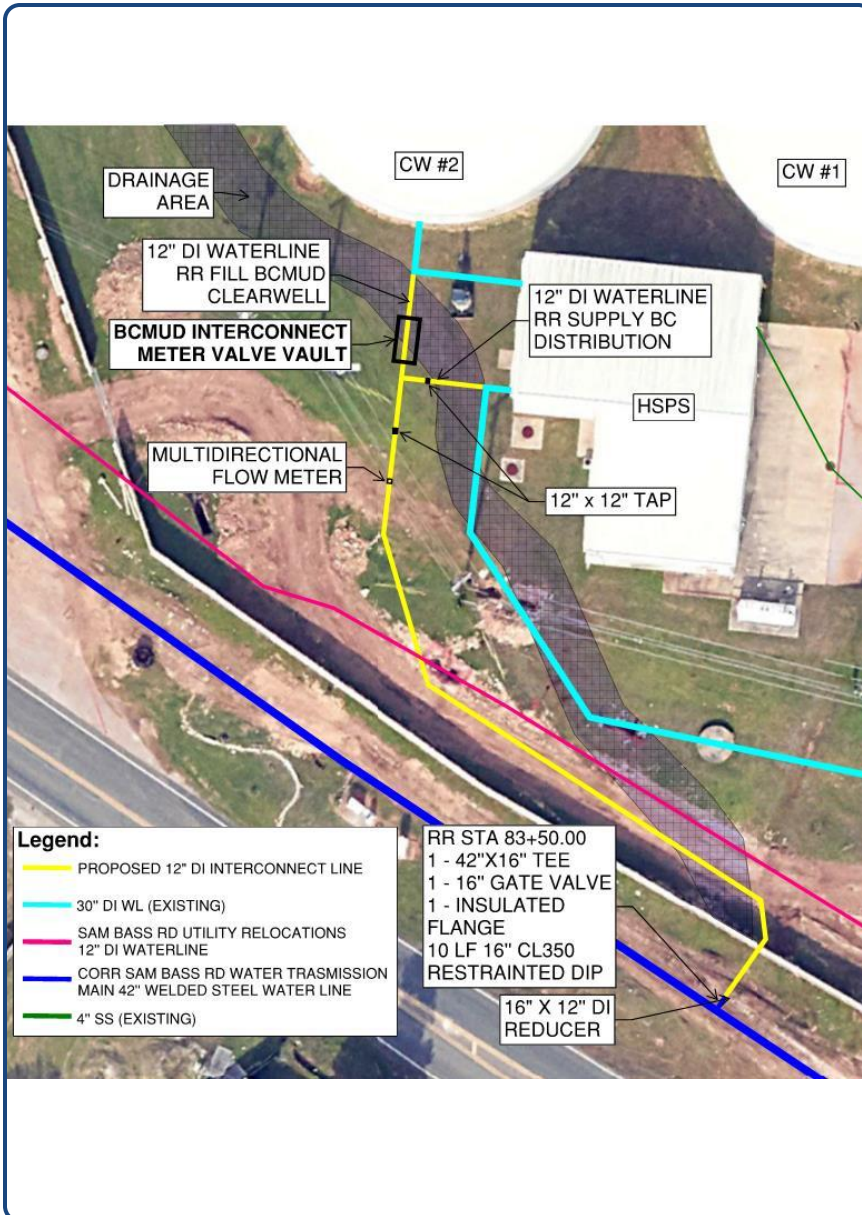 CW #2
CW #1
DRAINAGE
AREA
12" DI WATERLINE
RR FILL BCMUD
CLEARWELL
12" DI WATERLINE
RR SUPPLY BC
DISTRIBUTION
BCMUD INTERCONNECT
METER VALVE VAULT
HSPS
MULTIDIRECTIONAL
FLOW METER
12" x 12" TAP
RR STA 83+50.00
1 - 42"X16" TEE
1 - 16" GATE VALVE
1 - INSULATED
FLANGE
10 LF 16" CL350
RESTRAINTED DIP
16" X 12" DI
REDUCER
Legend:
PROPOSED 12" DI INTERCONNECT LINE
30" DI WL (EXISTING)
SAM BASS RD UTILITY RELOCATIONS
12" DI WATERLINE
CORR SAM BASS RD WATER TRASMISSION
MAIN 42" WELDED STEEL WATER LINE
4" SS (EXISTING)